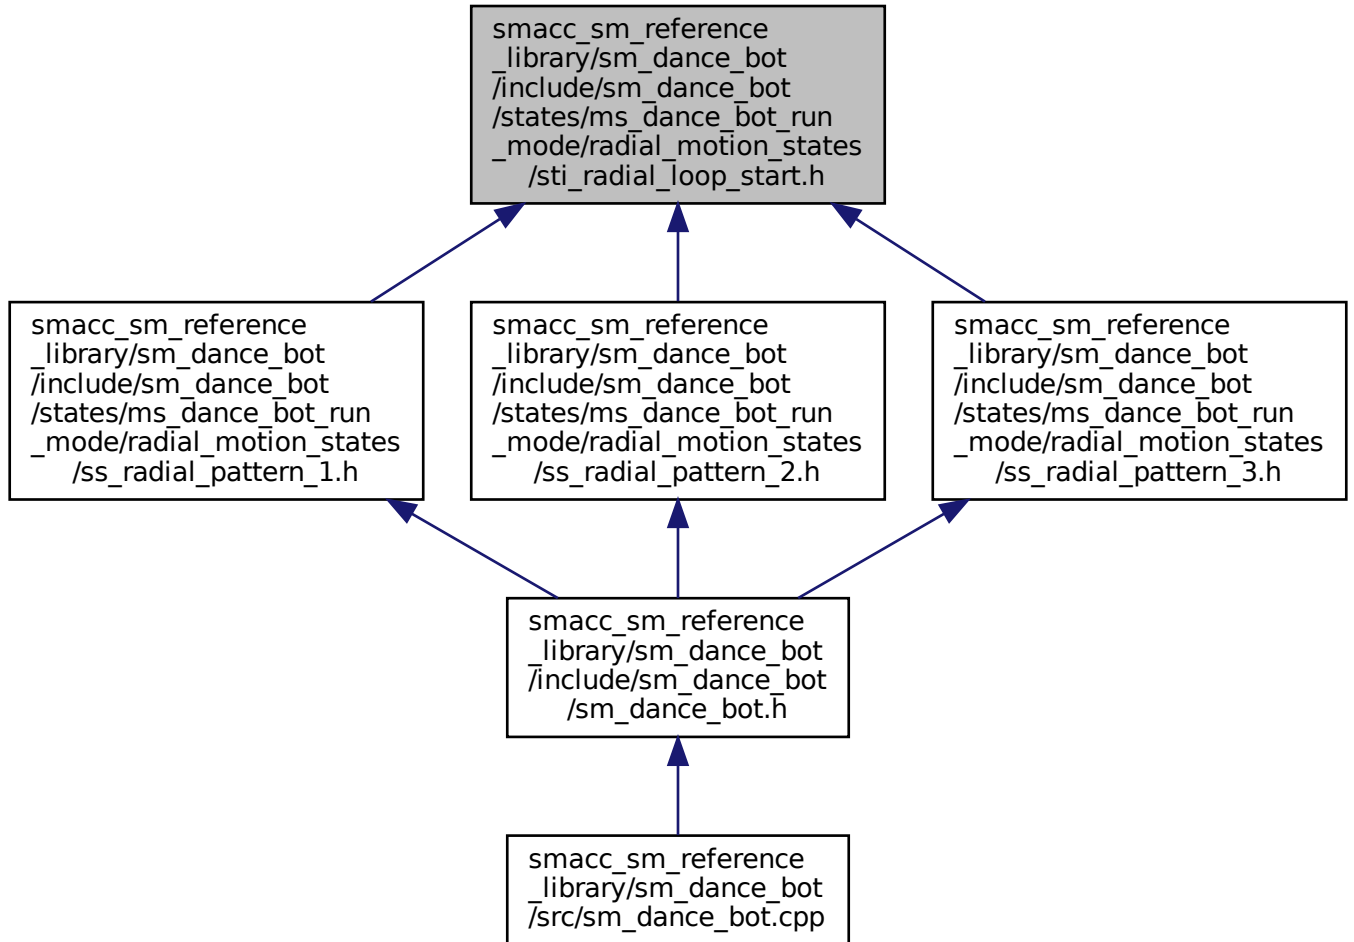 smacc_sm_reference
_library/sm_dance_bot
/include/sm_dance_bot
/states/ms_dance_bot_run
_mode/radial_motion_states
/sti_radial_loop_start.h
smacc_sm_reference
_library/sm_dance_bot
/include/sm_dance_bot
/states/ms_dance_bot_run
_mode/radial_motion_states
/ss_radial_pattern_1.h
smacc_sm_reference
_library/sm_dance_bot
/include/sm_dance_bot
/states/ms_dance_bot_run
_mode/radial_motion_states
/ss_radial_pattern_2.h
smacc_sm_reference
_library/sm_dance_bot
/include/sm_dance_bot
/states/ms_dance_bot_run
_mode/radial_motion_states
/ss_radial_pattern_3.h
smacc_sm_reference
_library/sm_dance_bot
/include/sm_dance_bot
/sm_dance_bot.h
smacc_sm_reference
_library/sm_dance_bot
/src/sm_dance_bot.cpp